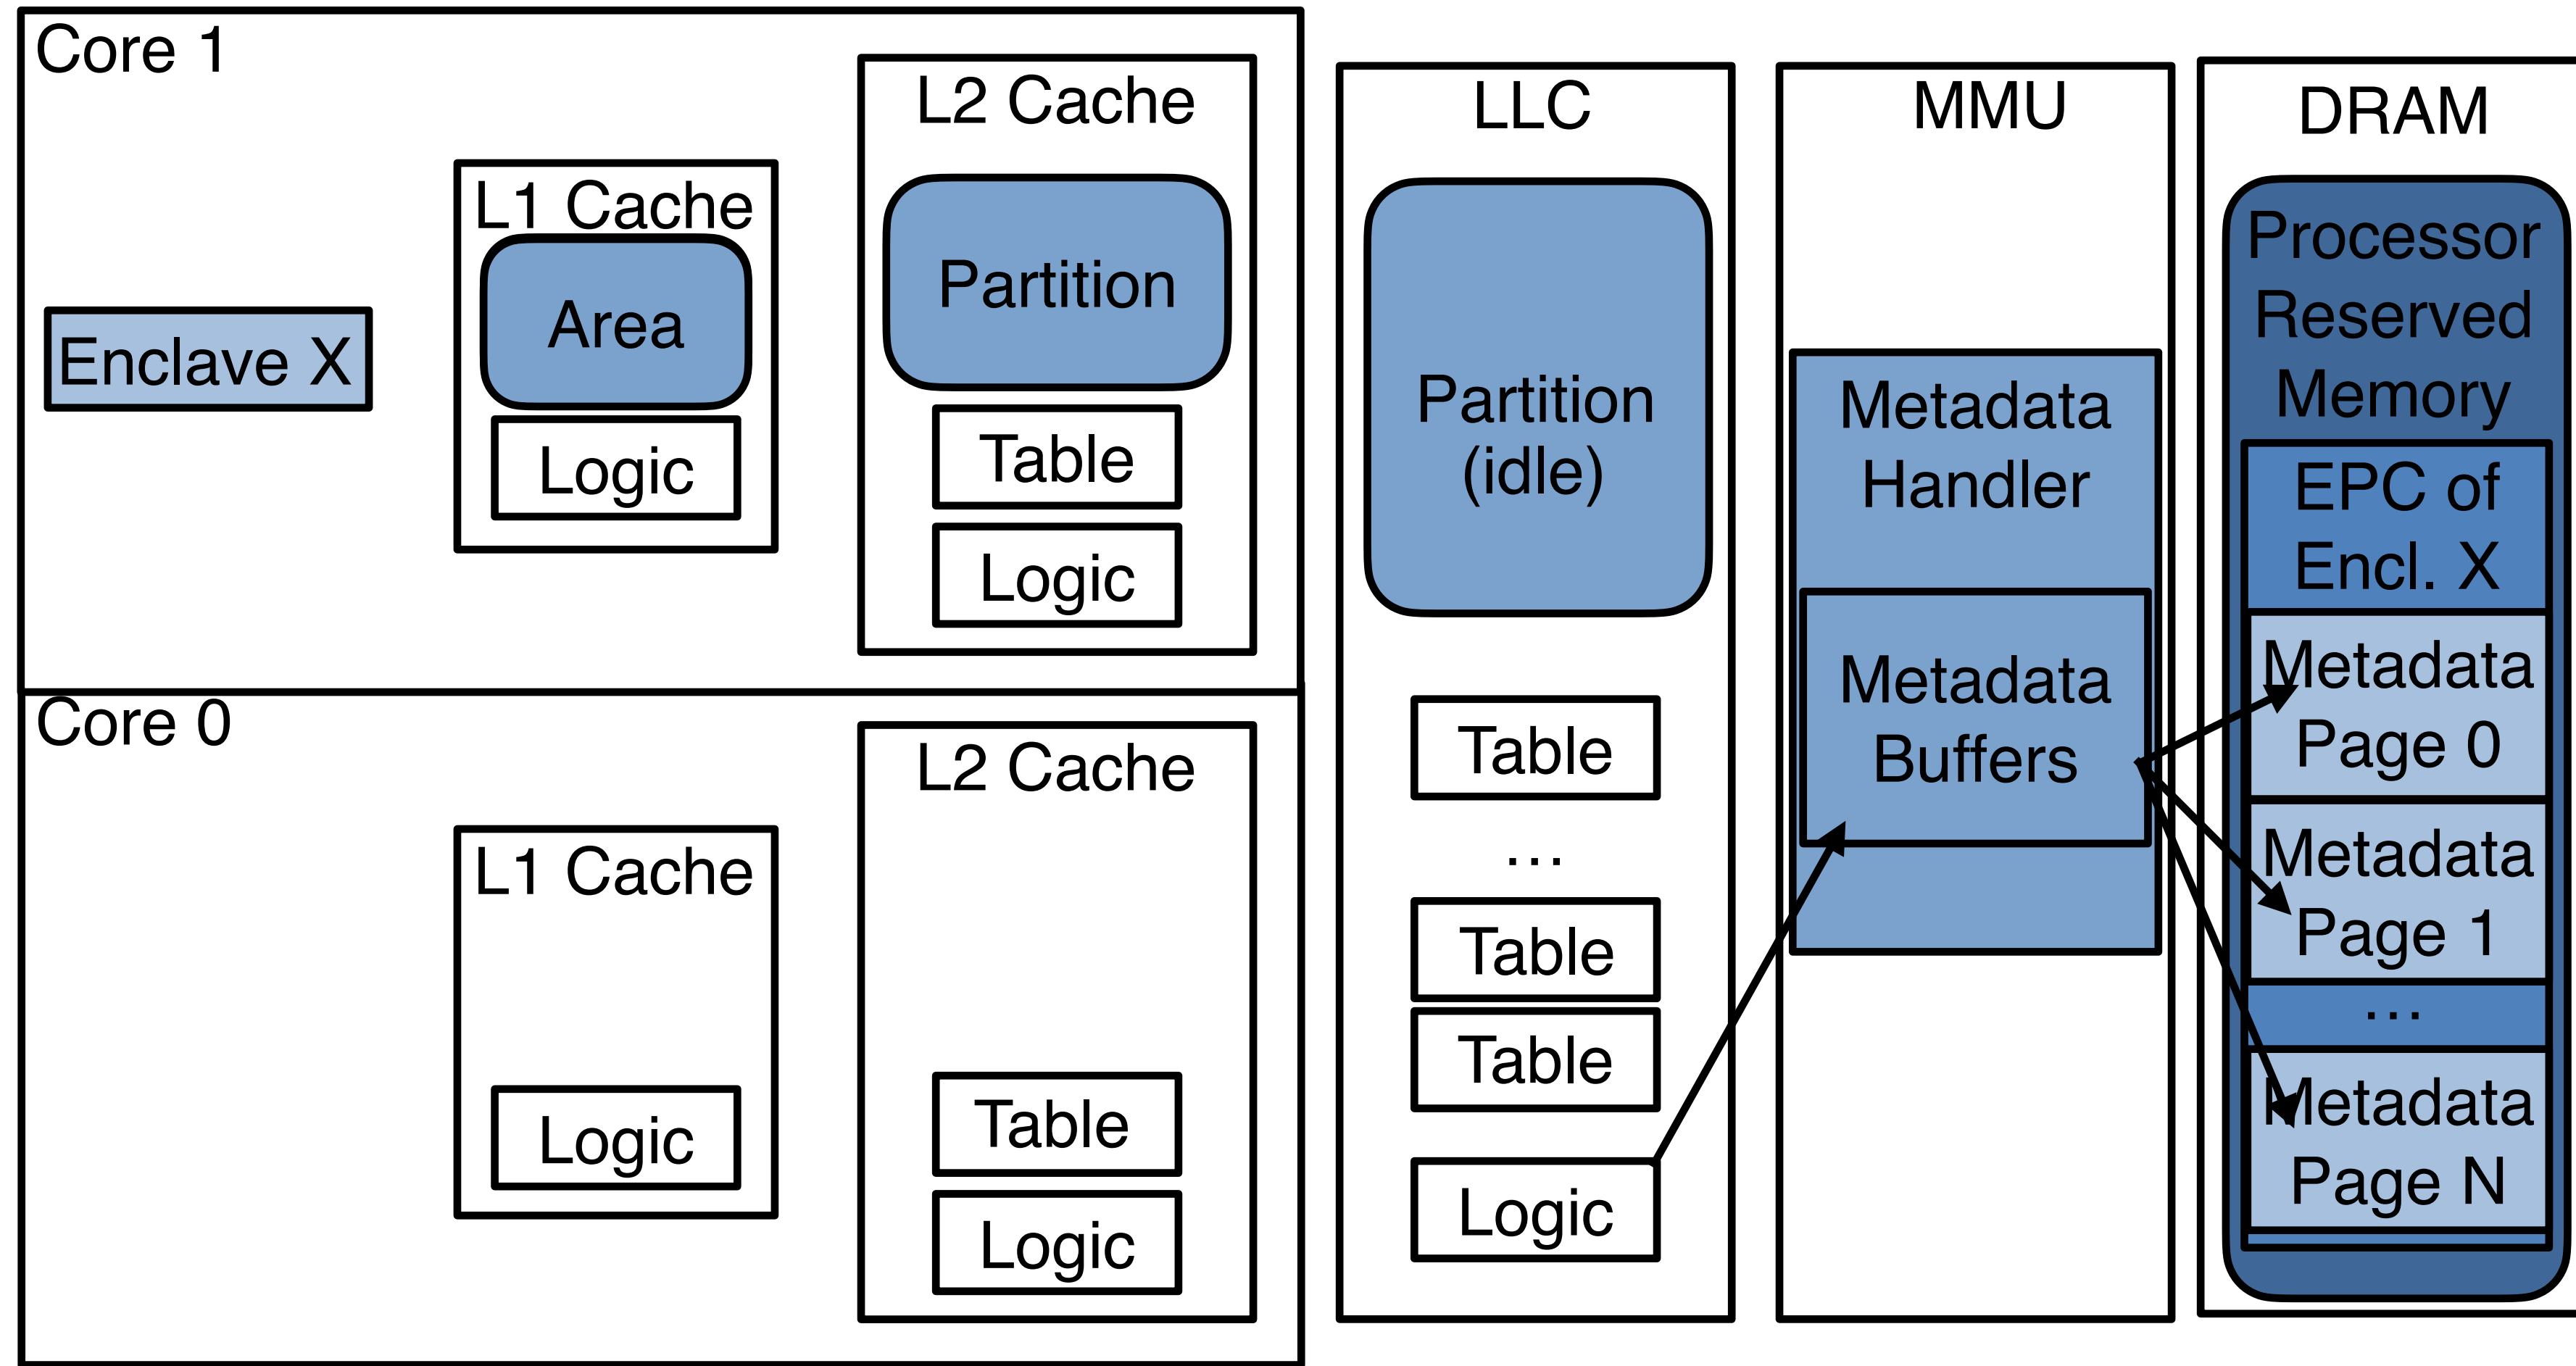 Core 1
Enclave X
L1 Cache
Area
Logic
L2 Cache
Partition
Table
Logic
Core 0
L1 Cache
Logic
L2 Cache
Table
Logic
LLC
Partition
(idle)
Table
...
Table
Table
Logic
MMU
Metadata
Handler
Metadata
Buffers
DRAM
Processor
Reserved
Memory
EPC of
Encl. X
Metadata
Page 0
Metadata
Page 1
...
Metadata
Page N